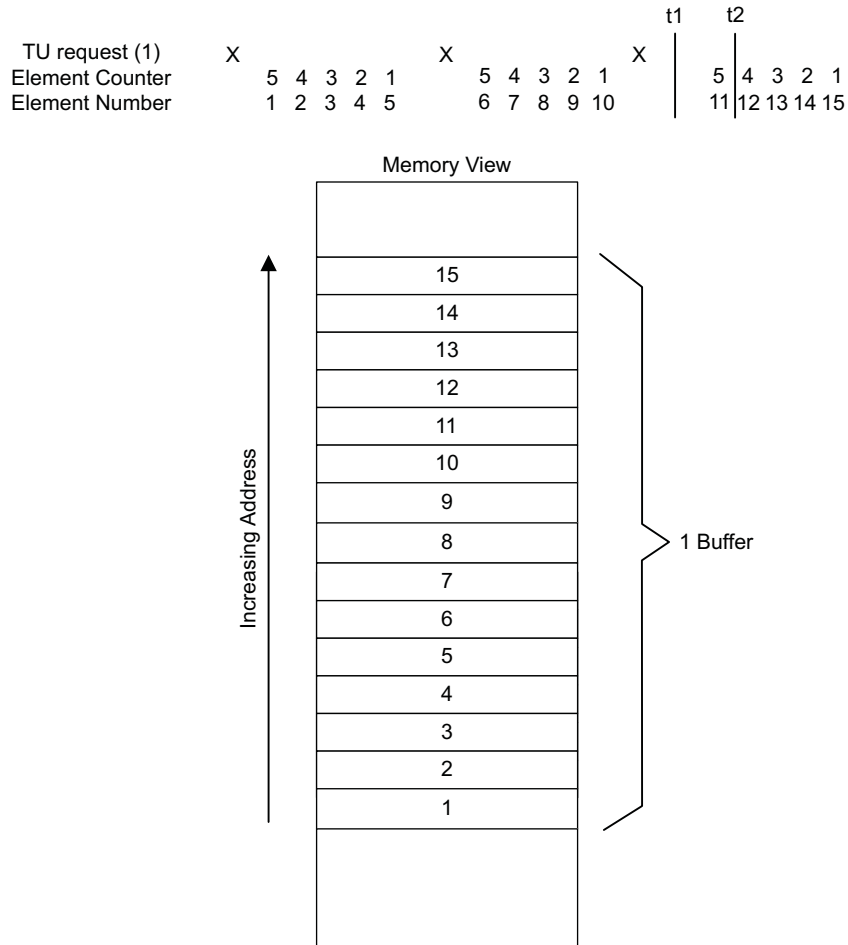 t1 t2
TU request (1) X X X
Element Counter 5 4 3 2 1 5 4 3 2 1 5 4 3 2 1
Element Number 1 2 3 4 5 6 7 8 9 10 11 12 13 14 15
Memory View
15
14
13
12
11
10
9
8
7
6
5
4
3
2
1
Increasing Address
1 Buffer